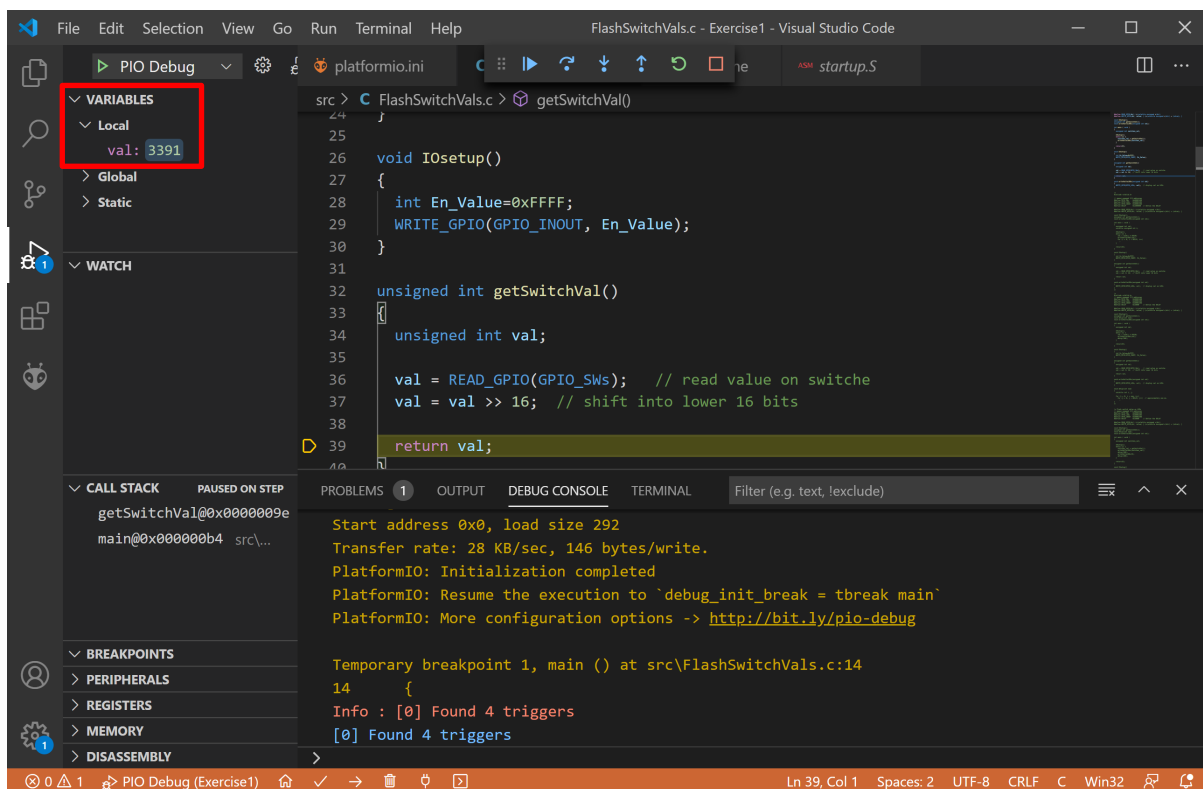 File Edit Selection View Go Run Terminal Help FlashSwitchVals.c - Exercise1 - Visual Studio Code
PIO Debug
platformio.ini
C
ne
ASM startup.S
VARIABLES
Local
val: 3391
Global
Static
WATCH
CALL STACK PAUSED ON STEP
getSwitchVal@0x0000009e
main@0x000000b4 src\...
BREAKPOINTS
PERIPHERALS
REGISTERS
MEMORY
DISASSEMBLY
1
1
src > C FlashSwitchVals.c > getSwitchVal()
24 }
25
26 void IOsetup()
27 {
28 int En_Value=0xFFFF;
29 WRITE_GPIO(GPIO_INOUT, En_Value);
30 }
31
32 unsigned int getSwitchVal()
33 {
34 unsigned int val;
35
36 val = READ_GPIO(GPIO_SWs); // read value on switche
37 val = val >> 16; // shift into lower 16 bits
38
39 return val;
40 }
PROBLEMS 1 OUTPUT DEBUG CONSOLE TERMINAL Filter (e.g. text, !exclude)
Start address 0x0, load size 292
Transfer rate: 28 KB/sec, 146 bytes/write.
PlatformIO: Initialization completed
PlatformIO: Resume the execution to `debug_init_break = tbreak main`
PlatformIO: More configuration options -> http://bit.ly/pio-debug
Temporary breakpoint 1, main () at src\FlashSwitchVals.c:14
14 {
Info : [0] Found 4 triggers
[0] Found 4 triggers
>
0 1 PIO Debug (Exercise1) Ln 39, Col 1 Spaces: 2 UTF-8 CRLF C Win32